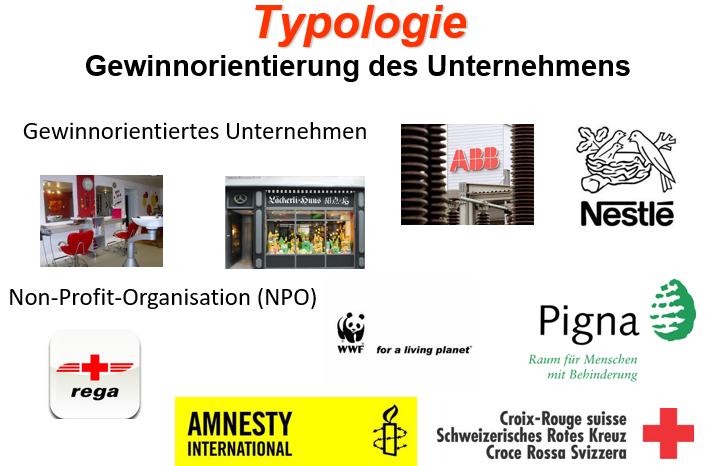 Typologie
Gewinnorientierung des Unternehmens
Gewinnorientiertes Unternehmen
ABB
Nestlé
Läckerli-Huus
Non-Profit-Organisation (NPO)
WWF
for a living planet®
Pigna
Raum für Menschen
mit Behinderung
rega
AMNESTY
INTERNATIONAL
Croix-Rouge suisse
Schweizerisches Rotes Kreuz
Croce Rossa Svizzera